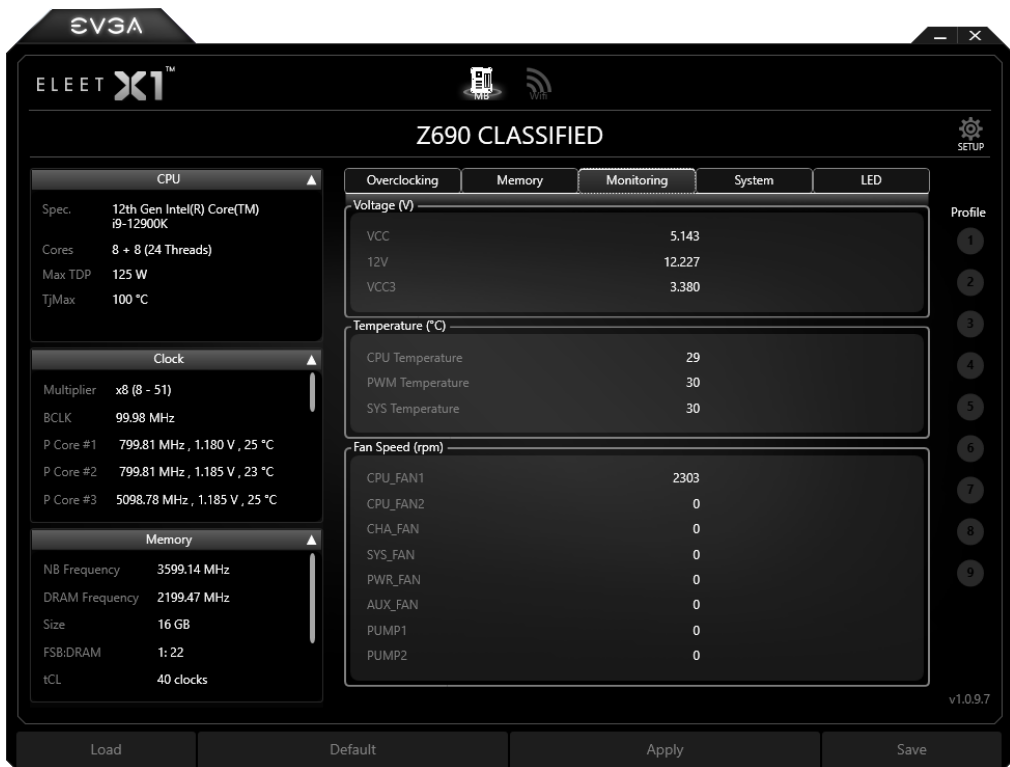 EVGA
ELEET X1™
MB
Wifi
Z690 CLASSIFIED
SETUP
CPU
Spec. 12th Gen Intel(R) Core(TM)
i9-12900K
Cores 8 + 8 (24 Threads)
Max TDP 125 W
TjMax 100 °C
Clock
Multiplier x8 (8 - 51)
BCLK 99.98 MHz
P Core #1 799.81 MHz , 1.180 V , 25 °C
P Core #2 799.81 MHz , 1.185 V , 23 °C
P Core #3 5098.78 MHz , 1.185 V , 25 °C
Memory
NB Frequency 3599.14 MHz
DRAM Frequency 2199.47 MHz
Size 16 GB
FSB:DRAM 1: 22
tCL 40 clocks
Overclocking Memory Monitoring System LED
Voltage (V)
VCC 5.143
12V 12.227
VCC3 3.380
Temperature (°C)
CPU Temperature 29
PWM Temperature 30
SYS Temperature 30
Fan Speed (rpm)
CPU_FAN1 2303
CPU_FAN2 0
CHA_FAN 0
SYS_FAN 0
PWR_FAN 0
AUX_FAN 0
PUMP1 0
PUMP2 0
Profile
1
2
3
4
5
6
7
8
9
v1.0.9.7
Load Default Apply Save